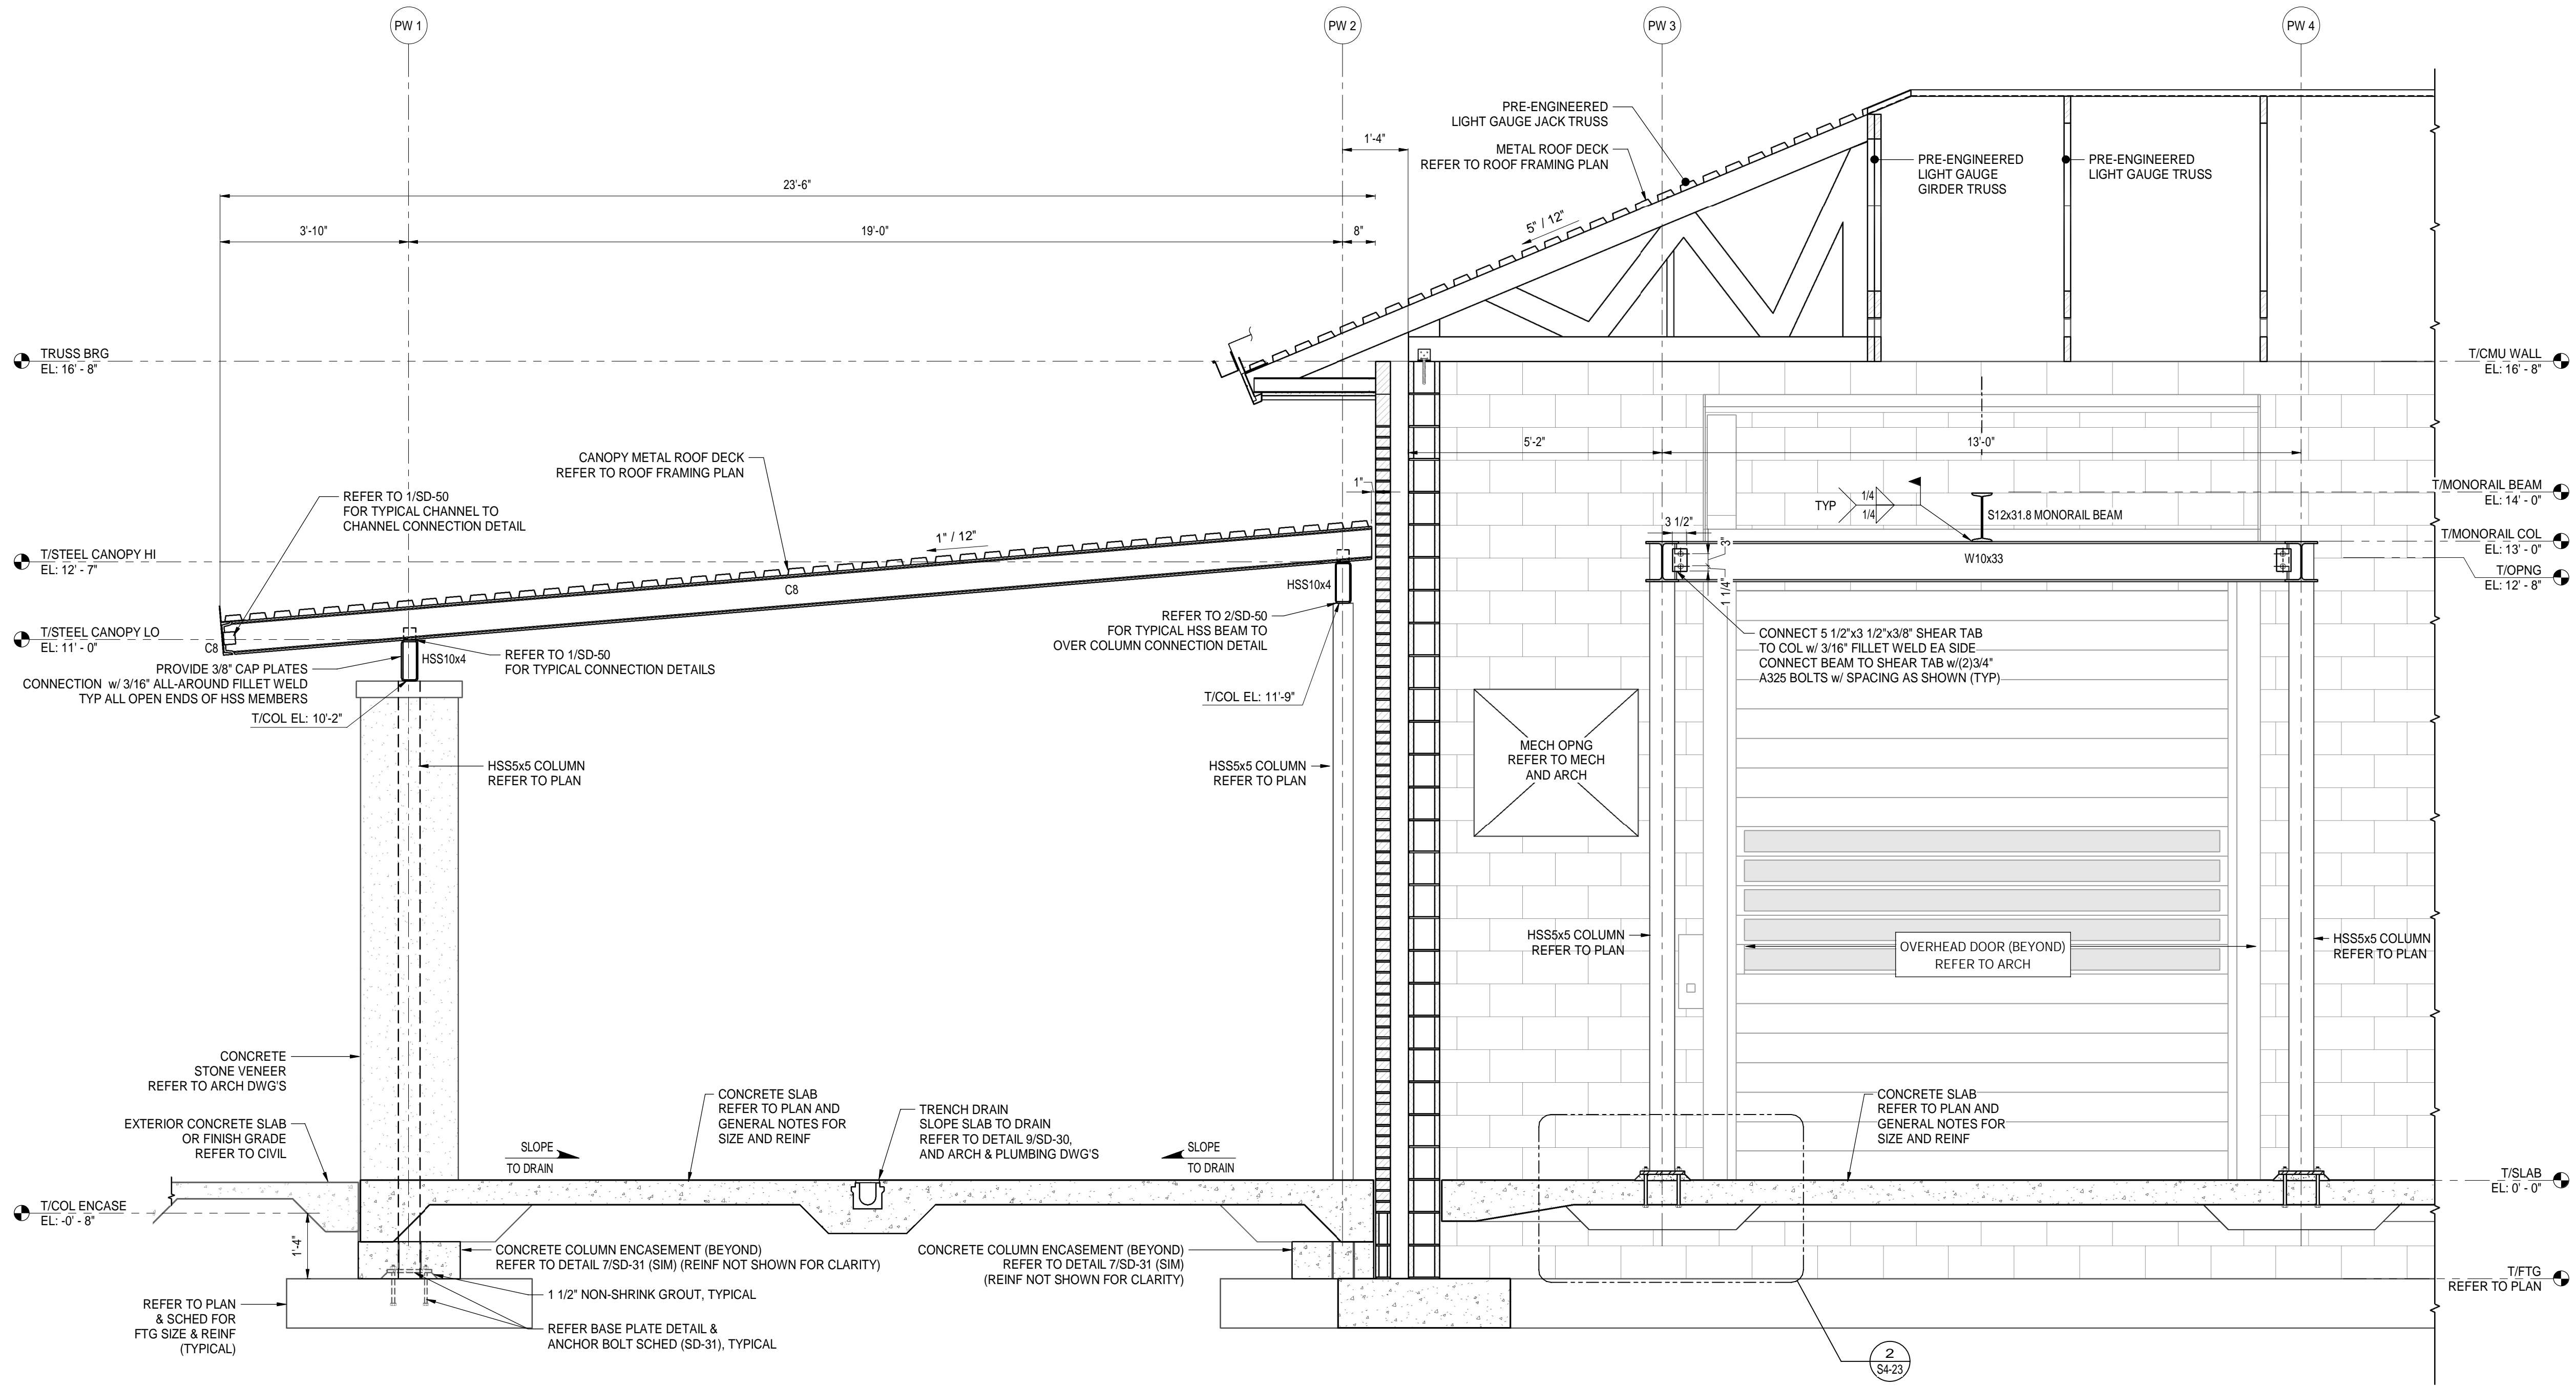 PW 1
PW 2
PW 3
PW 4
PRE-ENGINEERED
LIGHT GAUGE JACK TRUSS
METAL ROOF DECK
REFER TO ROOF FRAMING PLAN
PRE-ENGINEERED
LIGHT GAUGE
GIRDER TRUSS
PRE-ENGINEERED
LIGHT GAUGE TRUSS
1'-4"
23'-6"
3'-10"
19'-0"
8"
5" / 12"
TRUSS BRG
EL: 16' - 8"
T/CMU WALL
EL: 16' - 8"
CANOPY METAL ROOF DECK
REFER TO ROOF FRAMING PLAN
REFER TO 1/SD-50
FOR TYPICAL CHANNEL TO
CHANNEL CONNECTION DETAIL
1"
5'-2"
13'-0"
T/MONORAIL BEAM
EL: 14' - 0"
TYP
1/4
1/4
S12x31.8 MONORAIL BEAM
3 1/2"
3"
1 1/4"
W10x33
T/MONORAIL COL
EL: 13' - 0"
T/OPNG
EL: 12' - 8"
T/STEEL CANOPY HI
EL: 12' - 7"
1" / 12"
C8
HSS10x4
T/STEEL CANOPY LO
EL: 11' - 0"
C8
HSS10x4
REFER TO 1/SD-50
FOR TYPICAL CONNECTION DETAILS
PROVIDE 3/8" CAP PLATES
CONNECTION w/ 3/16" ALL-AROUND FILLET WELD
TYP ALL OPEN ENDS OF HSS MEMBERS
T/COL EL: 10'-2"
REFER TO 2/SD-50
FOR TYPICAL HSS BEAM TO
OVER COLUMN CONNECTION DETAIL
T/COL EL: 11'-9"
CONNECT 5 1/2"x3 1/2"x3/8" SHEAR TAB
TO COL w/ 3/16" FILLET WELD EA SIDE
CONNECT BEAM TO SHEAR TAB w/(2)3/4"
A325 BOLTS w/ SPACING AS SHOWN (TYP)
MECH OPNG
REFER TO MECH
AND ARCH
HSS5x5 COLUMN
REFER TO PLAN
HSS5x5 COLUMN
REFER TO PLAN
HSS5x5 COLUMN
REFER TO PLAN
OVERHEAD DOOR (BEYOND)
REFER TO ARCH
HSS5x5 COLUMN
REFER TO PLAN
CONCRETE
STONE VENEER
REFER TO ARCH DWG'S
EXTERIOR CONCRETE SLAB
OR FINISH GRADE
REFER TO CIVIL
CONCRETE SLAB
REFER TO PLAN AND
GENERAL NOTES FOR
SIZE AND REINF
TRENCH DRAIN
SLOPE SLAB TO DRAIN
REFER TO DETAIL 9/SD-30,
AND ARCH & PLUMBING DWG'S
SLOPE
TO DRAIN
SLOPE
TO DRAIN
CONCRETE SLAB
REFER TO PLAN AND
GENERAL NOTES FOR
SIZE AND REINF
T/SLAB
EL: 0' - 0"
T/COL ENCASE
EL: -0' - 8"
1'-4"
CONCRETE COLUMN ENCASEMENT (BEYOND)
REFER TO DETAIL 7/SD-31 (SIM) (REINF NOT SHOWN FOR CLARITY)
CONCRETE COLUMN ENCASEMENT (BEYOND)
REFER TO DETAIL 7/SD-31 (SIM)
(REINF NOT SHOWN FOR CLARITY)
1 1/2" NON-SHRINK GROUT, TYPICAL
REFER BASE PLATE DETAIL &
ANCHOR BOLT SCHED (SD-31), TYPICAL
REFER TO PLAN
& SCHED FOR
FTG SIZE & REINF
(TYPICAL)
T/FTG
REFER TO PLAN
2
S4-23